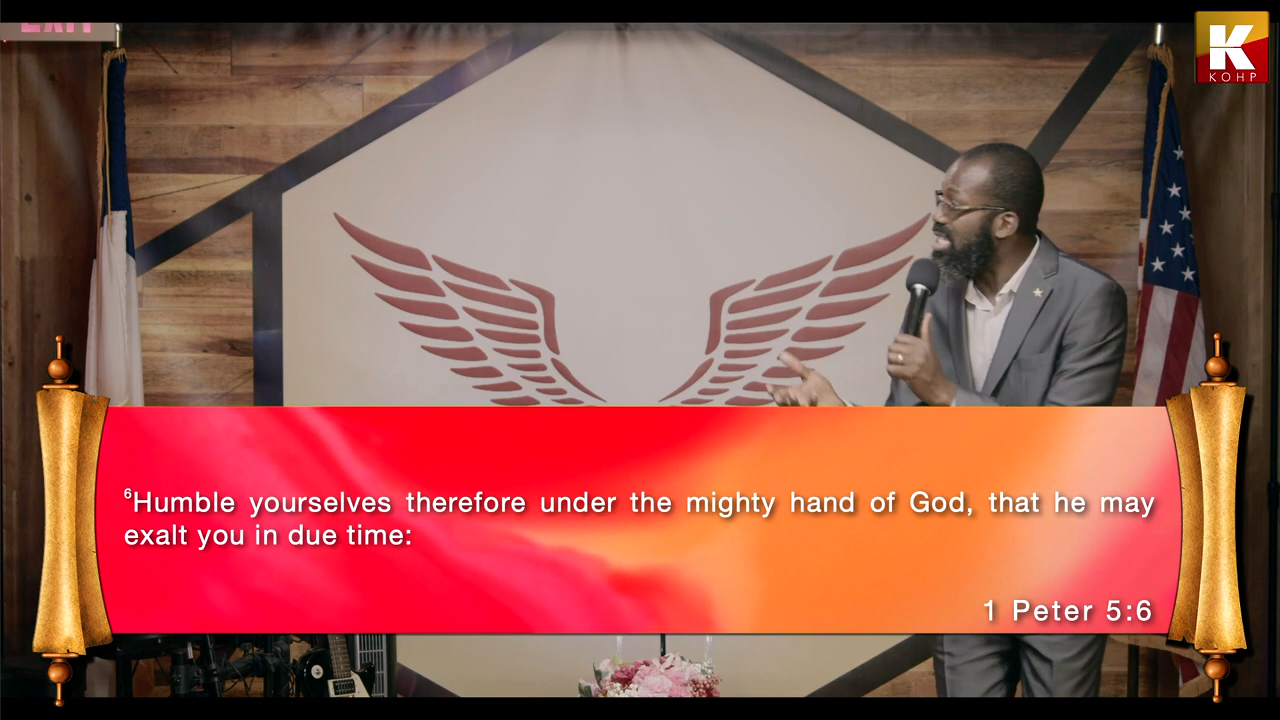 EXIT
K
KOHP
⁶Humble yourselves therefore under the mighty hand of God, that he may
exalt you in due time:
1 Peter 5:6